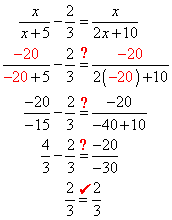 x/(x+5) − 2/3 = x/(2x+10)
−20/(−20+5) − 2/3 ≟ −20/(2(−20)+10)
−20/−15 − 2/3 ≟ −20/(−40+10)
4/3 − 2/3 ≟ −20/−30
2/3 =✓ 2/3